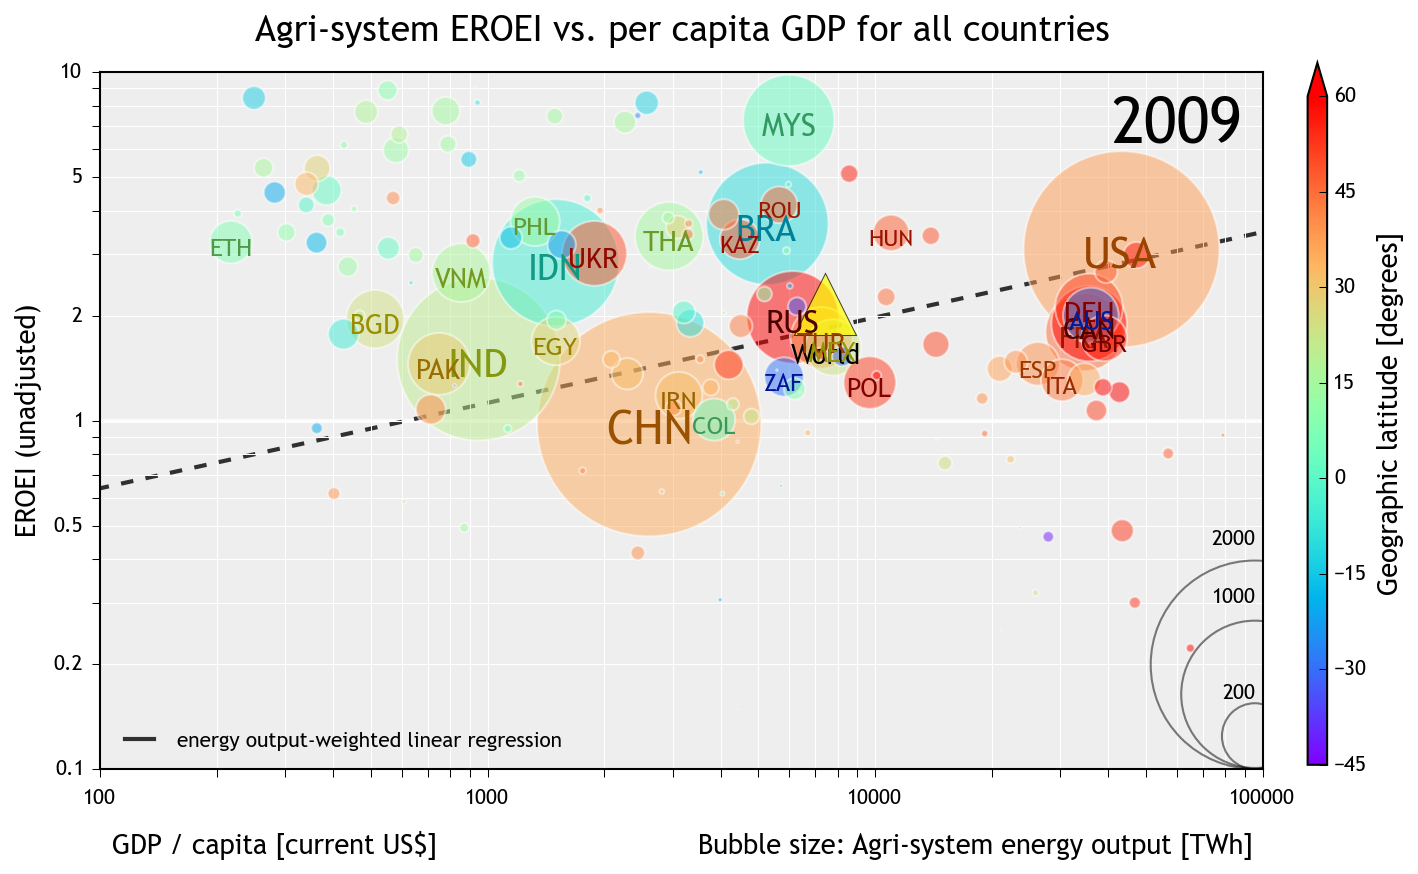 Agri-system EROEI vs. per capita GDP for all countries
2009
EROEI (unadjusted)
10
5
2
1
0.5
0.2
0.1
100
1000
10000
100000
GDP / capita [current US$]
Bubble size: Agri-system energy output [TWh]
energy output-weighted linear regression
2000
1000
200
Geographic latitude [degrees]
60
45
30
15
0
−15
−30
−45
MYS
ROU
BRA
KAZ
HUN
USA
ETH
PHL
THA
UKR
IDN
VNM
BGD
RUS
PAK
IND
EGY
TUR
World
ZAF
POL
IRN
CHN
COL
DEU
AUS
CAN
GBR
ESP
ITA